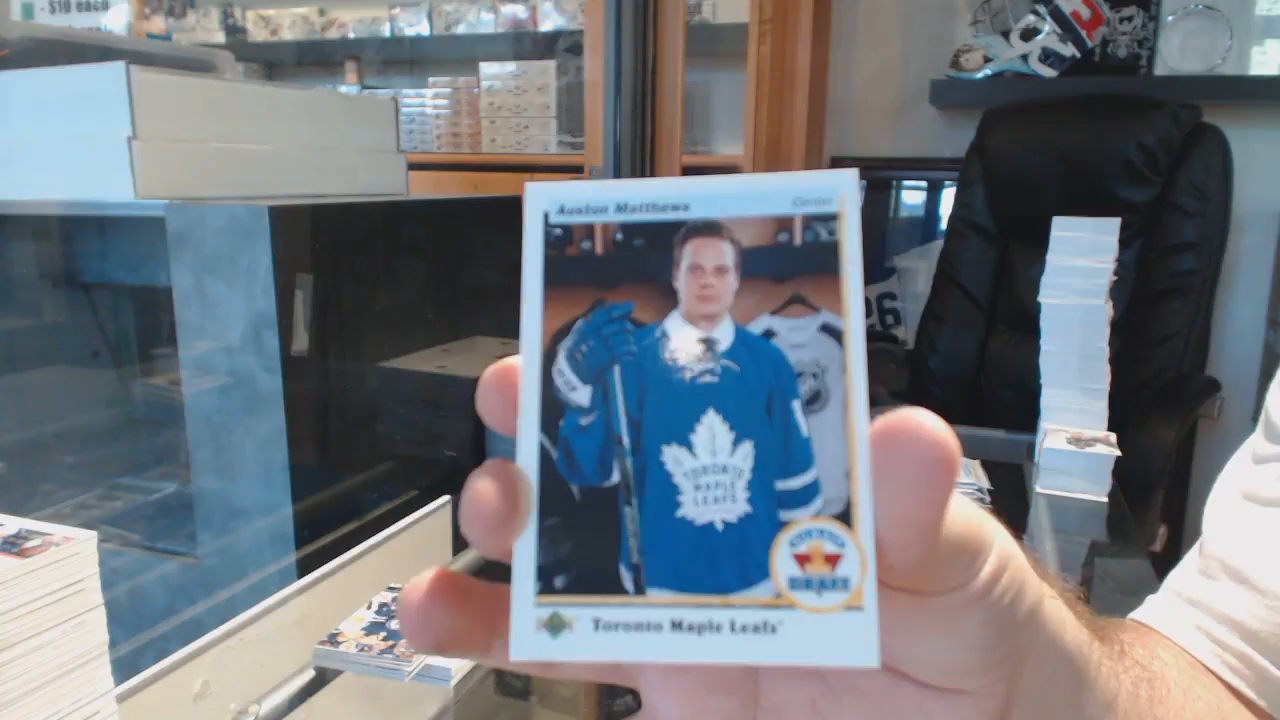 - $10 each
Auston Matthews
Center
TORONTO
MAPLE
LEAFS
Toronto Maple Leafs